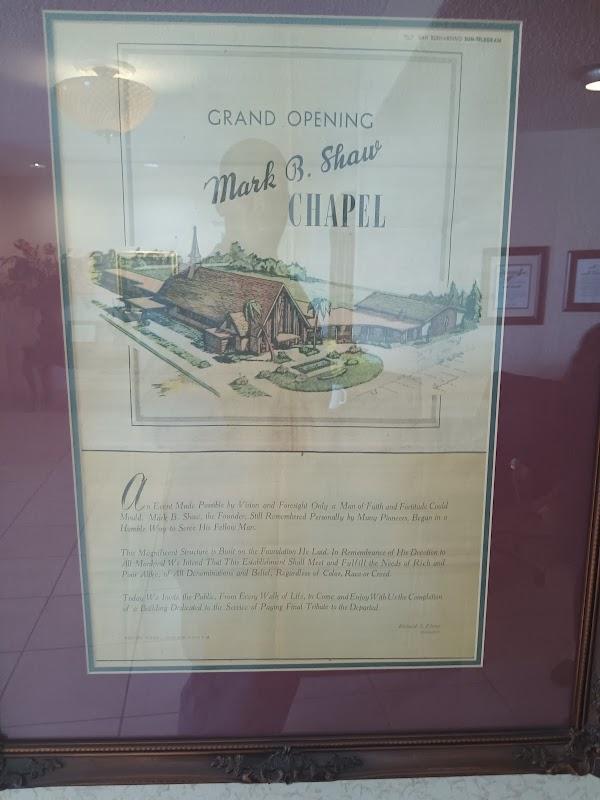 SAN BERNARDINO SUN-TELEGRAM
GRAND OPENING
Mark B. Shaw
CHAPEL
An Event Made Possible by Vision and Foresight Only a Man of Faith and Fortitude Could
Mould. Mark B. Shaw, the Founder, Still Remembered Personally by Many Pioneers, Began in a
Humble Way to Serve His Fellow Man.
This Magnificent Structure is Built on the Foundation He Laid. In Remembrance of His Devotion to
All Mankind We Intend That This Establishment Shall Meet and Fulfill the Needs of Rich and
Poor Alike, of All Denominations and Belief, Regardless of Color, Race or Creed.
Today We Invite the Public, From Every Walk of Life, to Come and Enjoy With Us the Completion
of a Building Dedicated to the Service of Paying Final Tribute to the Departed.
Richard S.